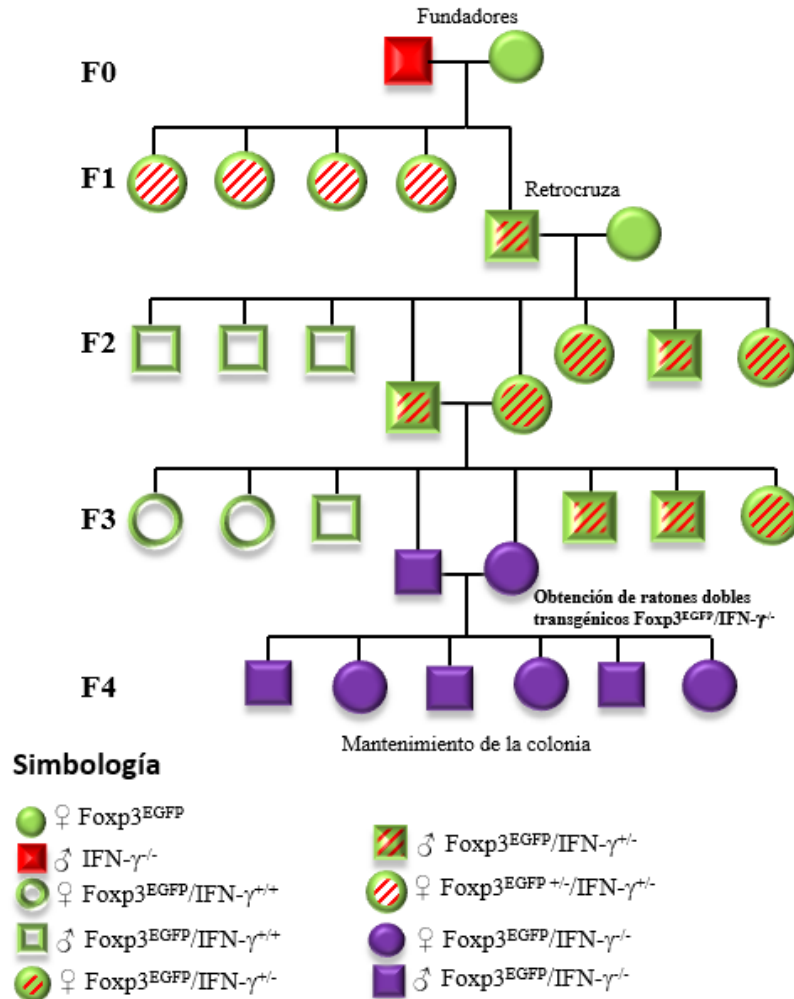 Fundadores
F0
F1
Retrocruza
F2
F3
Obtención de ratones dobles
transgénicos Foxp3ᴱᴳᶠᴾ/IFN-γ⁻/⁻
F4
Mantenimiento de la colonia
Simbología
♀ Foxp3ᴱᴳᶠᴾ
♂ IFN-γ⁻/⁻
♀ Foxp3ᴱᴳᶠᴾ/IFN-γ⁺/⁺
♂ Foxp3ᴱᴳᶠᴾ/IFN-γ⁺/⁺
♀ Foxp3ᴱᴳᶠᴾ/IFN-γ⁺/⁻
♂ Foxp3ᴱᴳᶠᴾ/IFN-γ⁺/⁻
♀ Foxp3ᴱᴳᶠᴾ ⁺/⁻/IFN-γ⁺/⁻
♀ Foxp3ᴱᴳᶠᴾ/IFN-γ⁻/⁻
♂ Foxp3ᴱᴳᶠᴾ/IFN-γ⁻/⁻